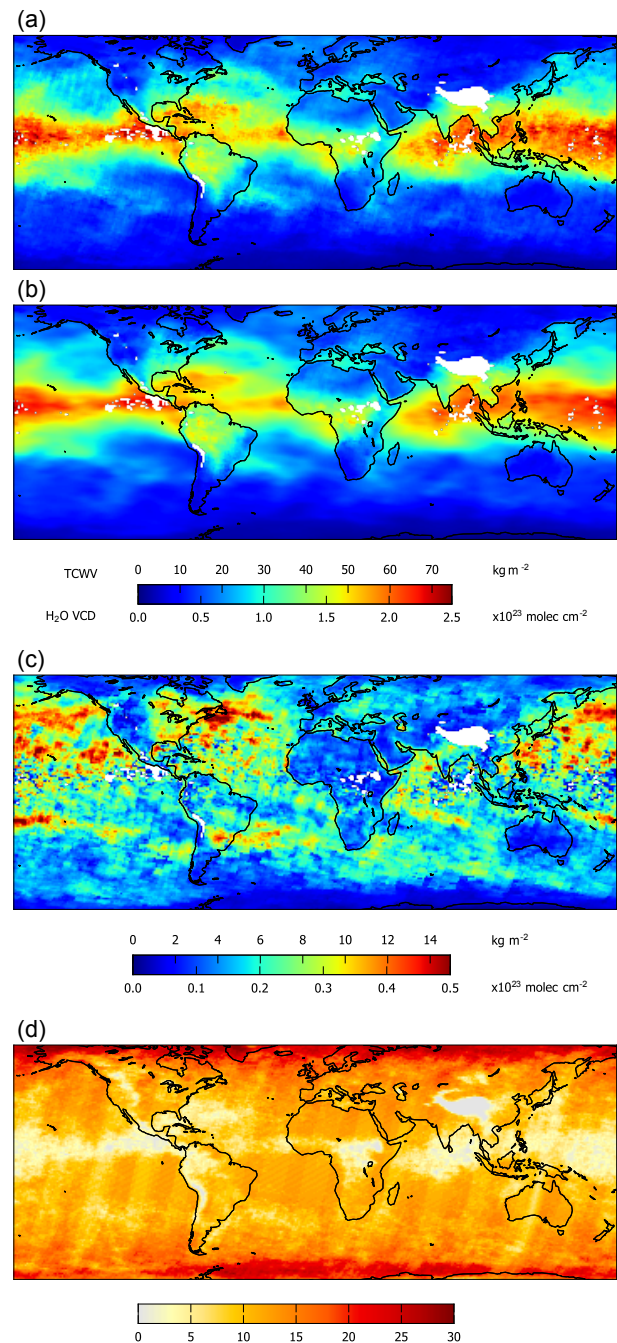 (a)
(b)
TCWV 0 10 20 30 40 50 60 70 kg m⁻²
H₂O VCD 0.0 0.5 1.0 1.5 2.0 2.5 x10²³ molec cm⁻²
(c)
0 2 4 6 8 10 12 14 kg m⁻²
0.0 0.1 0.2 0.3 0.4 0.5 x10²³ molec cm⁻²
(d)
0 5 10 15 20 25 30